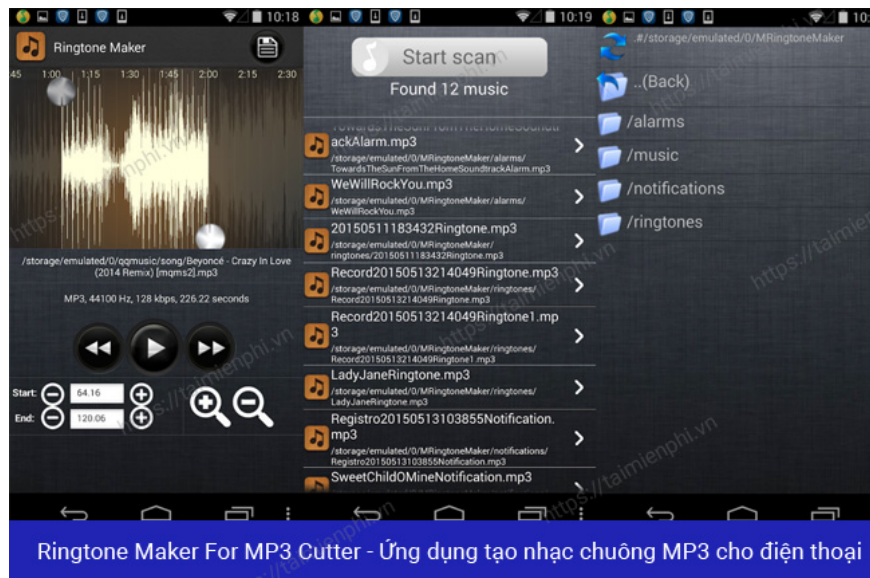 10:18
Ringtone Maker
45 1:00 1:15 1:30 1:45 2:00 2:15 2:30
/storage/emulated/0/qqmusic/song/Beyoncé - Crazy In Love
(2014 Remix) [mqms2].mp3
MP3, 44100 Hz, 128 kbps, 226.22 seconds
Start: 64.16
End: 120.06
10:19
Start scan
Found 12 music
TowardsTheSunFromTheHomeSoundtr
ackAlarm.mp3
/storage/emulated/0/MRingtoneMaker/alarms/
TowardsTheSunFromTheHomeSoundtrackAlarm.mp3
WeWillRockYou.mp3
/storage/emulated/0/MRingtoneMaker/alarms/
WeWillRockYou.mp3
20150511183432Ringtone.mp3
/storage/emulated/0/MRingtoneMaker/
ringtones/20150511183432Ringtone.mp3
Record20150513214049Ringtone.mp3
/storage/emulated/0/MRingtoneMaker/ringtones/
Record20150513214049Ringtone.mp3
Record20150513214049Ringtone1.mp
3
/storage/emulated/0/MRingtoneMaker/ringtones/
Record20150513214049Ringtone1.mp3
LadyJaneRingtone.mp3
/storage/emulated/0/MRingtoneMaker/ringtones/
LadyJaneRingtone.mp3
Registro20150513103855Notification.
mp3
/storage/emulated/0/MRingtoneMaker/notifications/
Registro20150513103855Notification.mp3
SweetChildOMineNotification.mp3
10:
.#/storage/emulated/0/MRingtoneMaker
..(Back)
/alarms
/music
/notifications
/ringtones
https://taimienphi.vn
Ringtone Maker For MP3 Cutter - Ứng dụng tạo nhạc chuông MP3 cho điện thoại